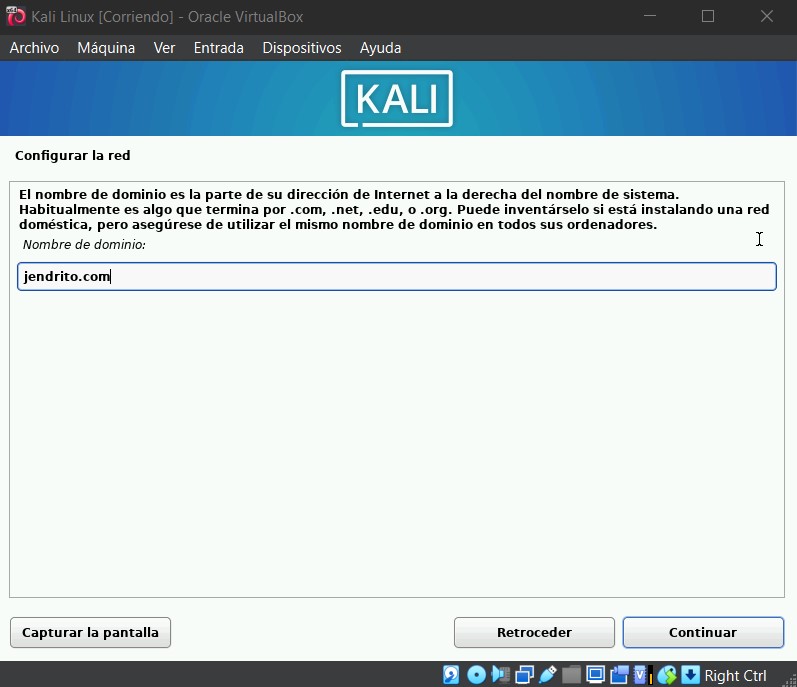 Kali Linux [Corriendo] - Oracle VirtualBox
Archivo Máquina Ver Entrada Dispositivos Ayuda
KALI
Configurar la red
El nombre de dominio es la parte de su dirección de Internet a la derecha del nombre de sistema.
Habitualmente es algo que termina por .com, .net, .edu, o .org. Puede inventárselo si está instalando una red
doméstica, pero asegúrese de utilizar el mismo nombre de dominio en todos sus ordenadores.
Nombre de dominio:
jendrito.com
Capturar la pantalla Retroceder Continuar
Right Ctrl